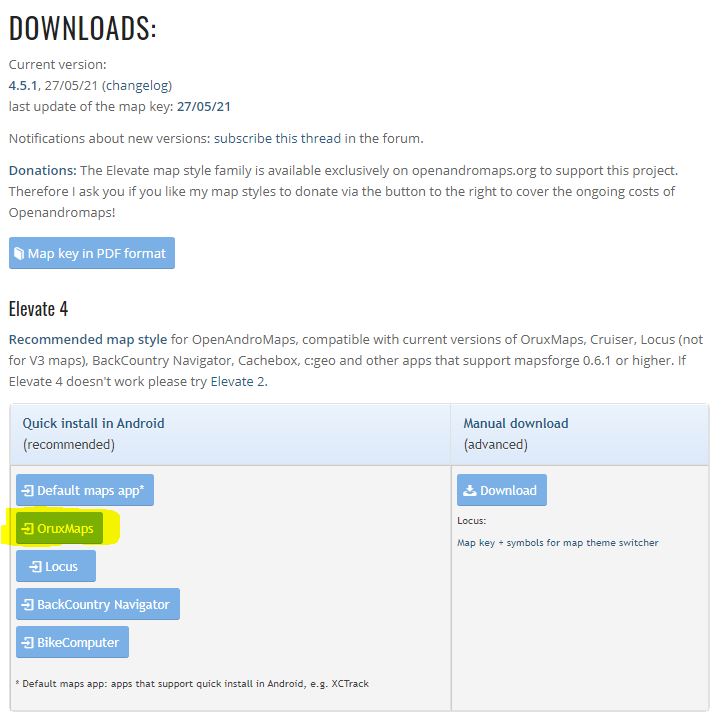 DOWNLOADS:
Current version:
4.5.1, 27/05/21 (changelog)
last update of the map key: 27/05/21
Notifications about new versions: subscribe this thread in the forum.
Donations: The Elevate map style family is available exclusively on openandromaps.org to support this project.
Therefore I ask you if you like my map styles to donate via the button to the right to cover the ongoing costs of
Openandromaps!
Map key in PDF format
Elevate 4
Recommended map style for OpenAndroMaps, compatible with current versions of OruxMaps, Cruiser, Locus (not
for V3 maps), BackCountry Navigator, Cachebox, c:geo and other apps that support mapsforge 0.6.1 or higher. If
Elevate 4 doesn't work please try Elevate 2.
Quick install in Android
(recommended)
Manual download
(advanced)
Default maps app*
OruxMaps
Locus
BackCountry Navigator
BikeComputer
* Default maps app: apps that support quick install in Android, e.g. XCTrack
Download
Locus:
Map key + symbols for map theme switcher